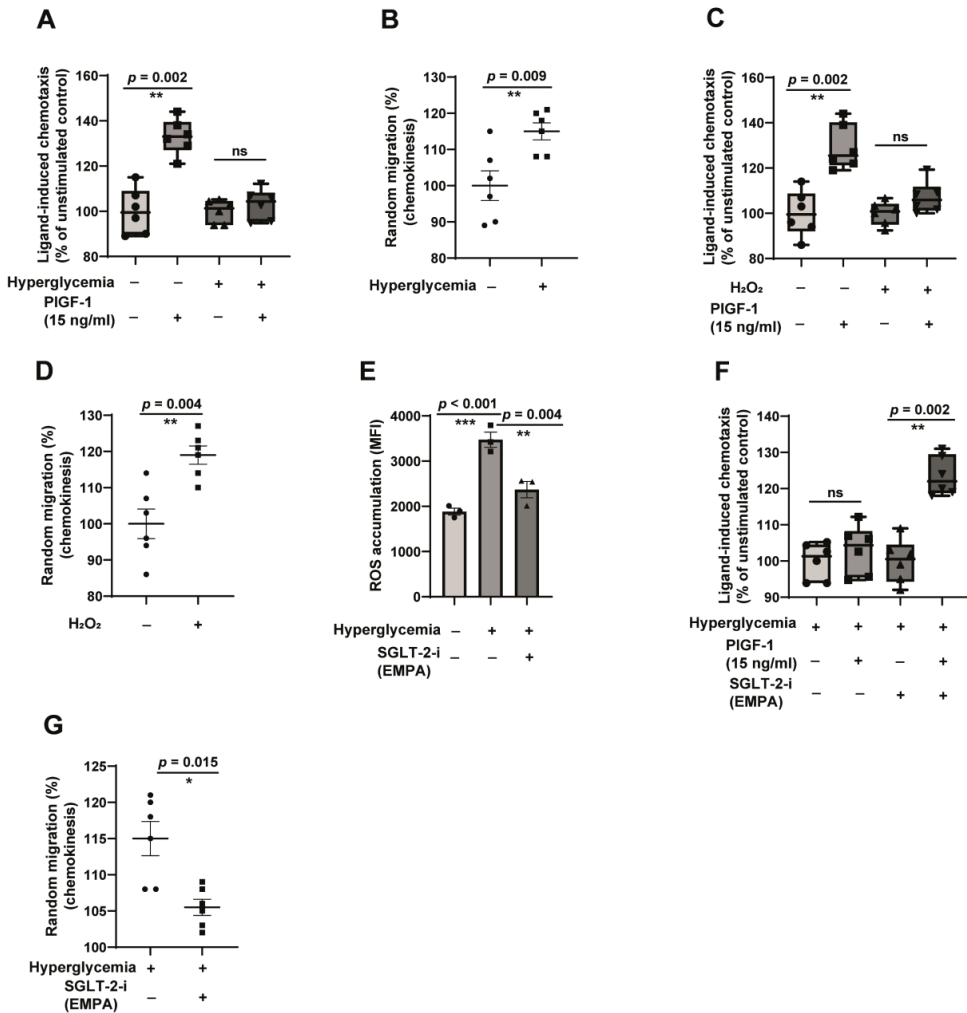 A
Ligand-induced chemotaxis
(% of unstimulated control)
160
140
120
100
80
p = 0.002
**
ns
Hyperglycemia – – + +
PlGF-1
(15 ng/ml) – + – +
B
Random migration (%)
(chemokinesis)
130
120
110
100
90
80
p = 0.009
**
Hyperglycemia – +
C
Ligand-induced chemotaxis
(% of unstimulated control)
160
140
120
100
80
p = 0.002
**
ns
H₂O₂ – – + +
PlGF-1
(15 ng/ml) – + – +
D
Random migration (%)
(chemokinesis)
130
120
110
100
90
80
p = 0.004
**
H₂O₂ – +
E
ROS accumulation (MFI)
4000
3000
2000
1000
0
p < 0.001
***
p = 0.004
**
Hyperglycemia – + +
SGLT-2-i
(EMPA) – – +
F
Ligand-induced chemotaxis
(% of unstimulated control)
140
130
120
110
100
90
ns
p = 0.002
**
Hyperglycemia + + + +
PlGF-1
(15 ng/ml) – + – +
SGLT-2-i
(EMPA) – – + +
G
Random migration (%)
(chemokinesis)
125
120
115
110
105
100
p = 0.015
*
Hyperglycemia + +
SGLT-2-i
(EMPA) – +